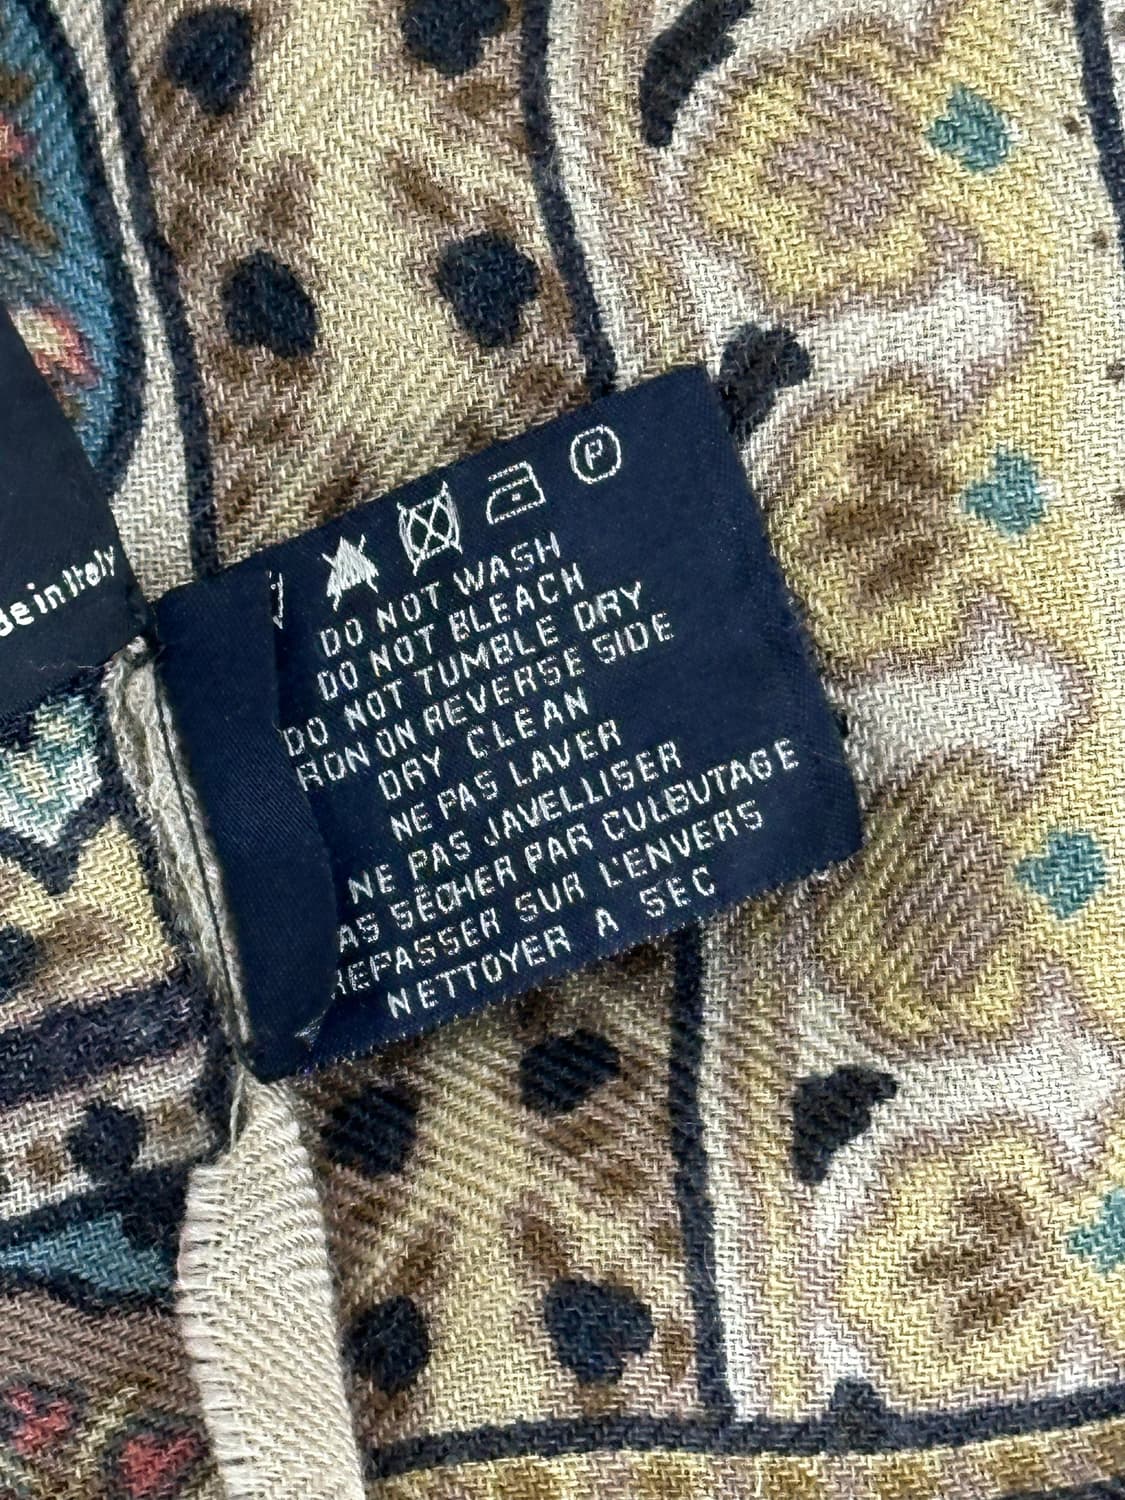 de in Italy
P
DO NOT WASH
DO NOT BLEACH
DO NOT TUMBLE DRY
RON ON REVERSE SIDE
DRY CLEAN
NE PAS LAVER
NE PAS JAVELLISER
AS SÉCHER PAR CULBUTAGE
REPASSER SUR L'ENVERS
NETTOYER A SEC